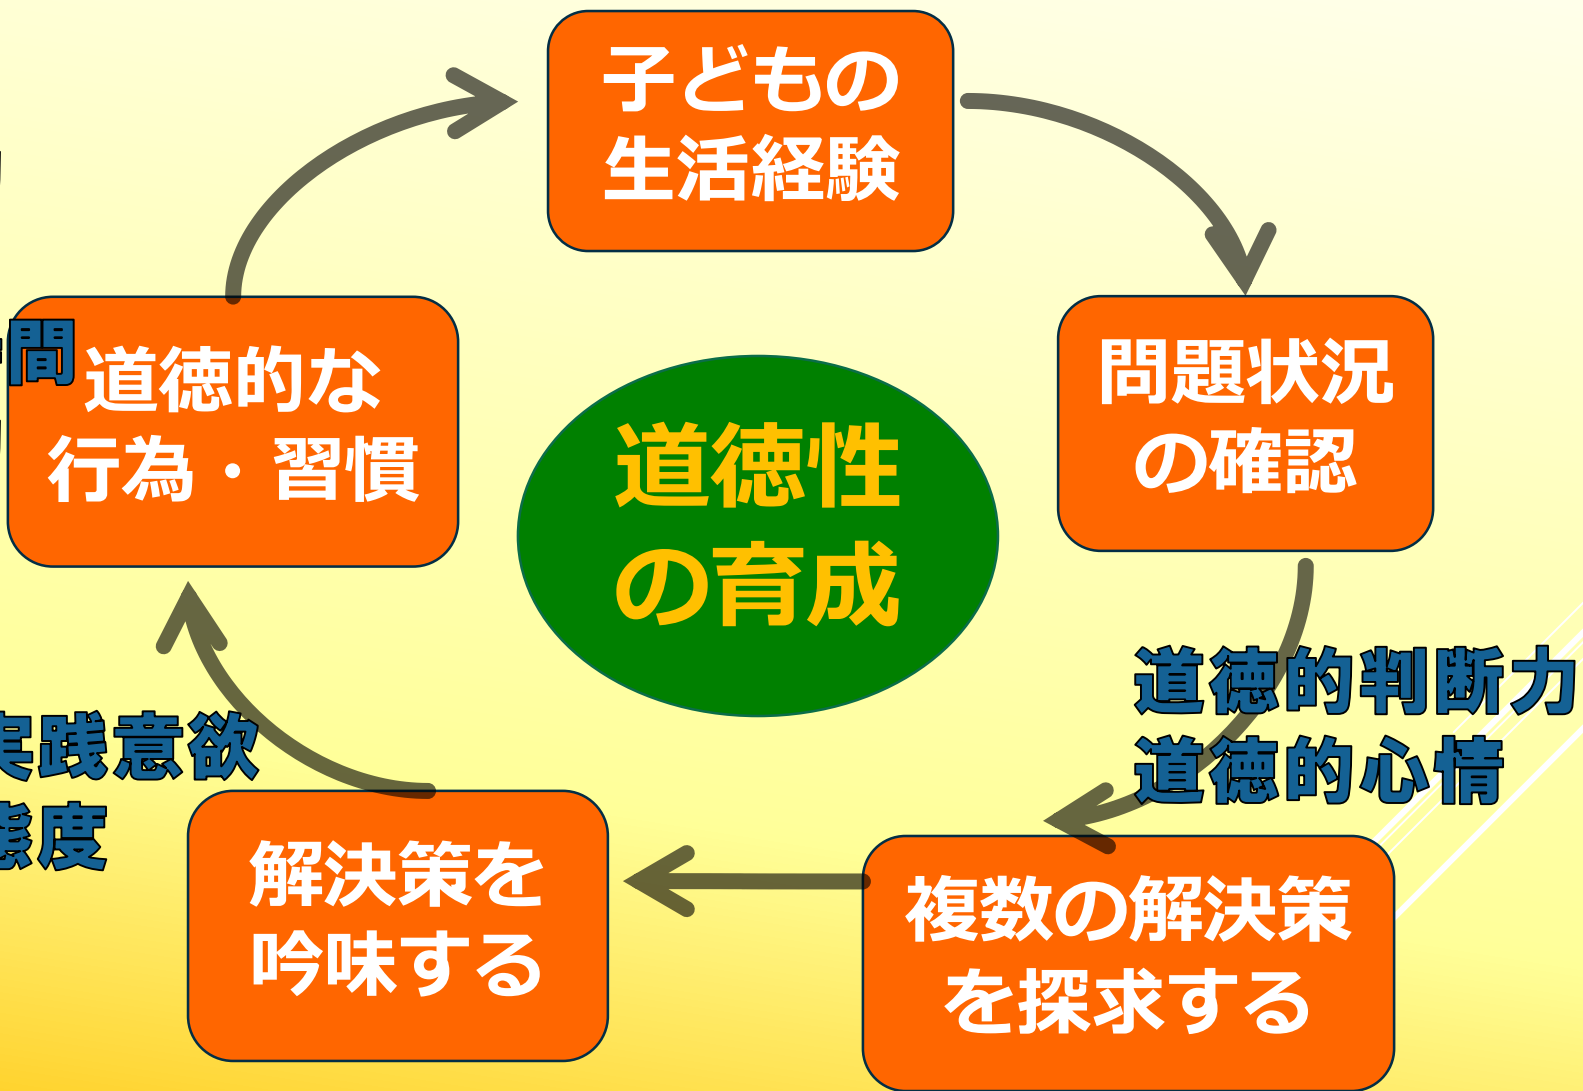 子どもの
生活経験
問題状況
の確認
道徳的判断力
道徳的心情
複数の解決策
を探求する
解決策を
吟味する
実践意欲
態度
道徳的な
行為・習慣
間
道徳性
の育成